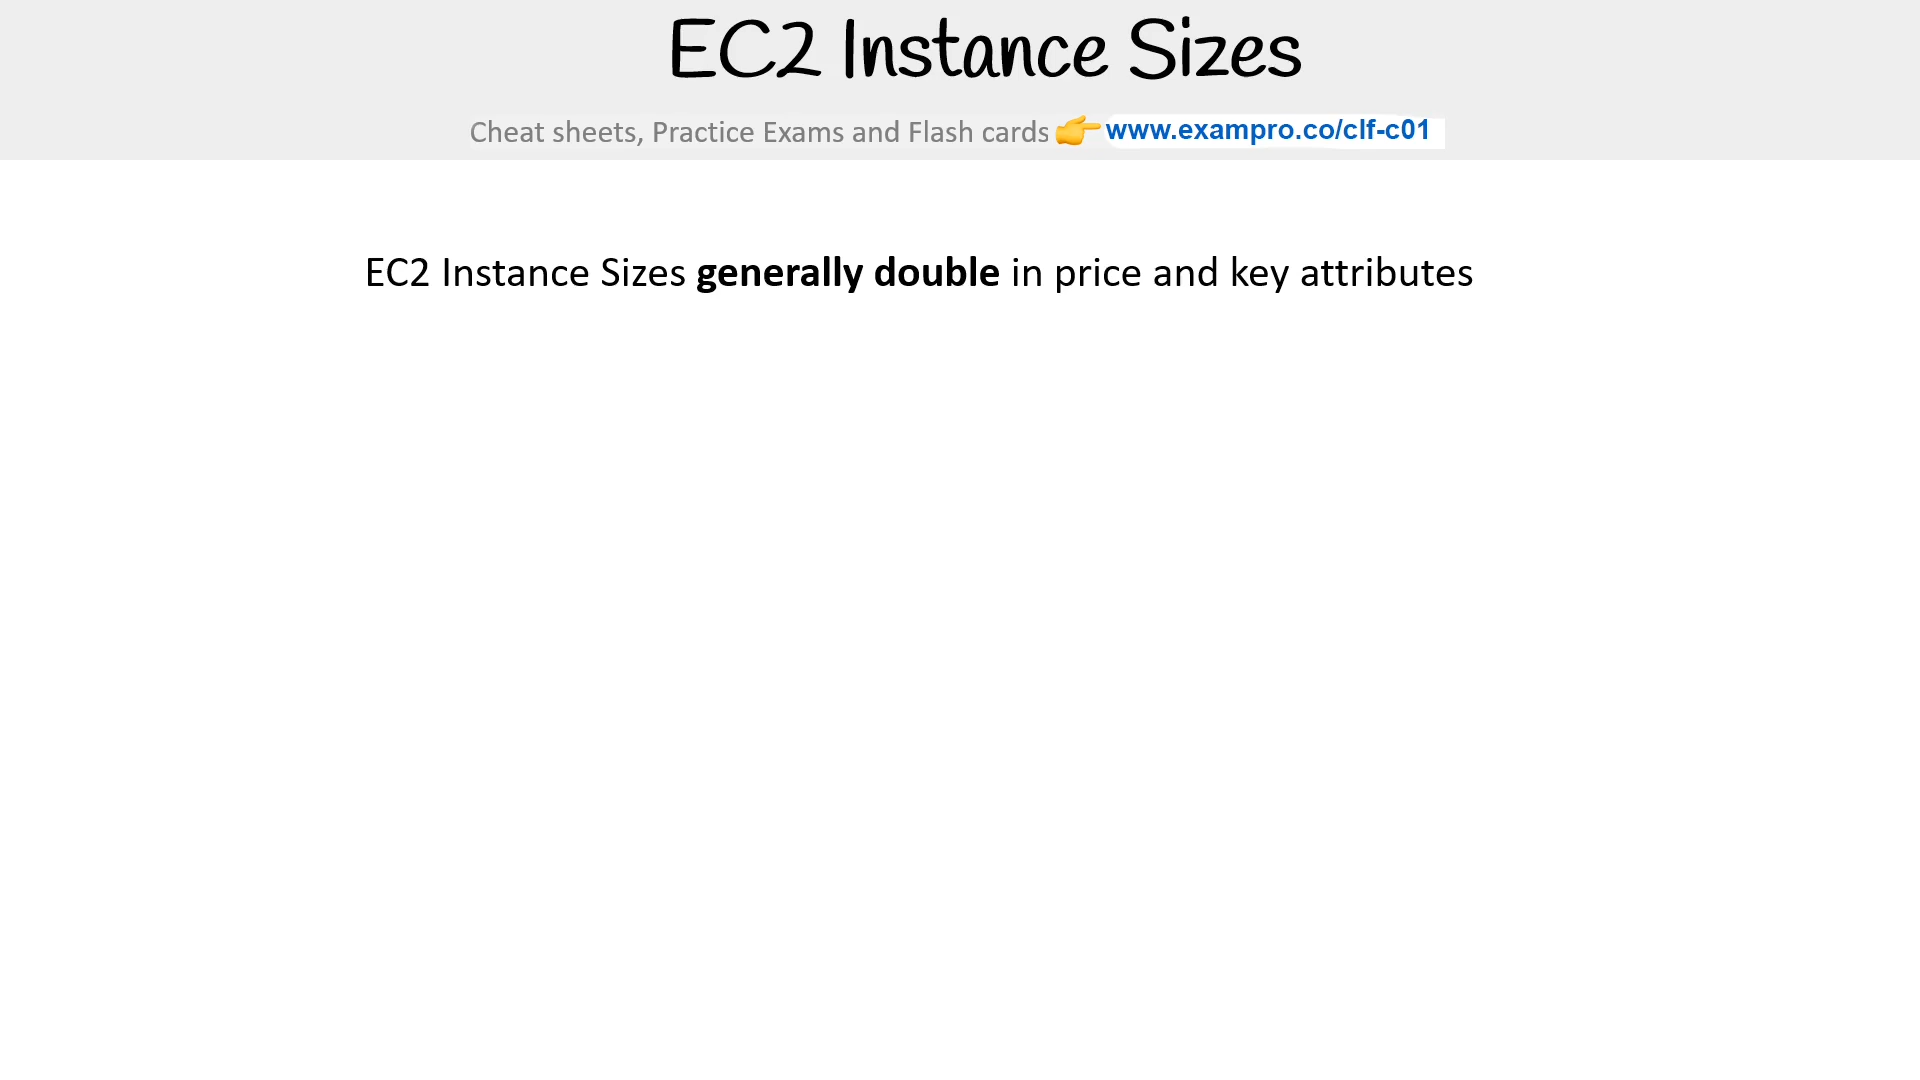 EC2 Instance Sizes
Cheat sheets, Practice Exams and Flash cards 👉 www.exampro.co/clf-c01
EC2 Instance Sizes generally double in price and key attributes